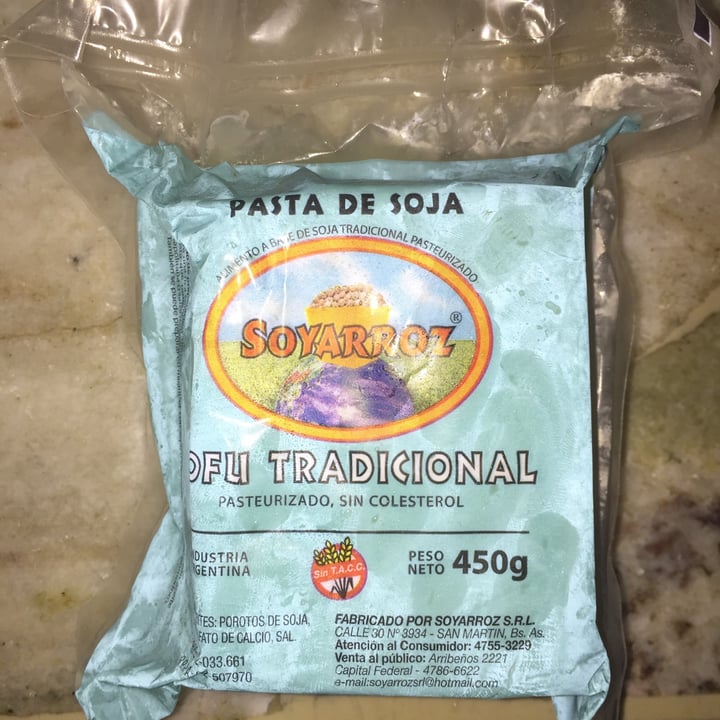 PASTA DE SOJA
ALIMENTO A BASE DE SOJA TRADICIONAL PASTEURIZADO
SOYARROZ®
OFU TRADICIONAL
PASTEURIZADO, SIN COLESTEROL
NDUSTRIA
GENTINA
Sin T.A.C.C.
PESO
NETO 450g
TES: POROTOS DE SOJA,
FATO DE CALCIO, SAL.
-033.661
507970
FABRICADO POR SOYARROZ S.R.L.
CALLE 30 Nº 3934 - SAN MARTIN, Bs. As.
Atención al Consumidor: 4755-3229
Venta al público: Arribeños 2221
Capital Federal - 4786-6622
e-mail:soyarrozsrl@hotmail.com